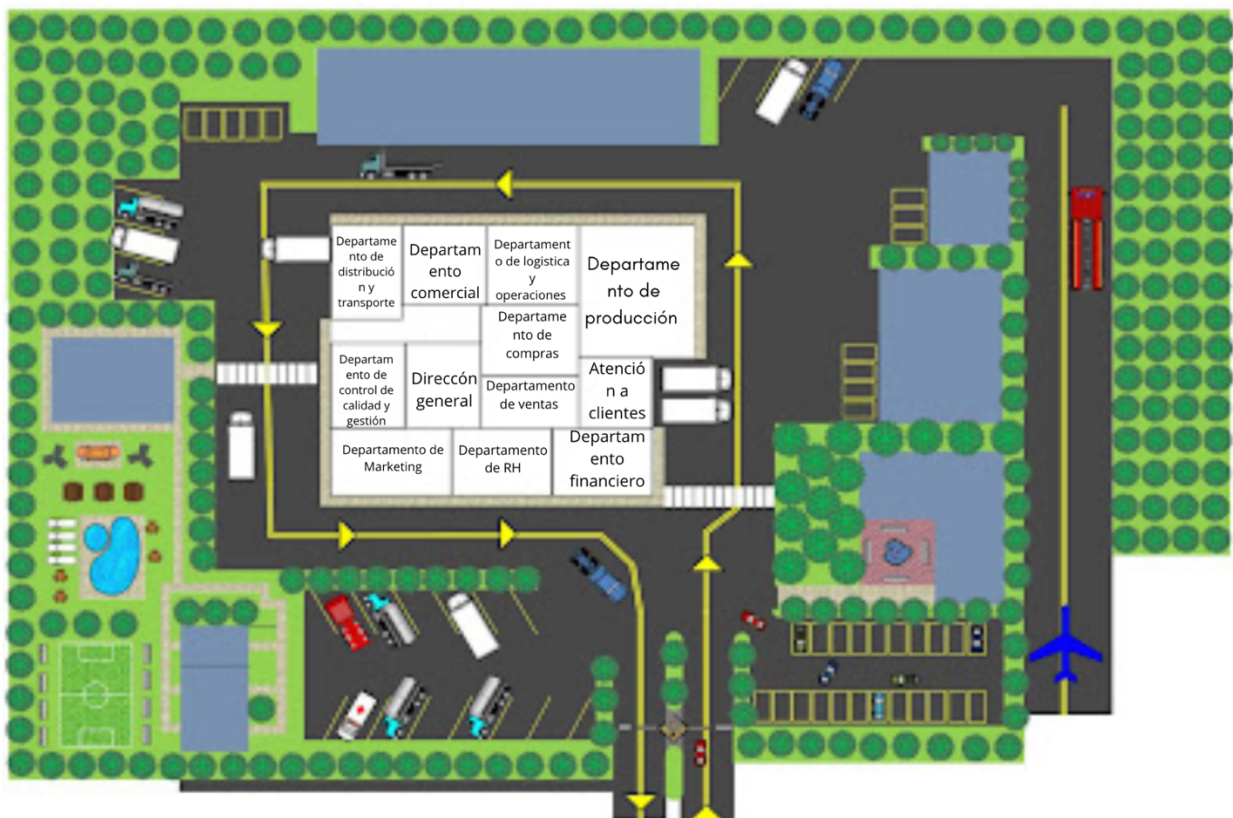 Departame
nto de
distribució
n y
transporte
Departam
ento
comercial
Departament
o de logistica
y
operaciones
Departame
nto de
producción
Departame
nto de
compras
Departam
ento de
control de
calidad y
gestión
Direccón
general
Departamento
de ventas
Atenció
n a
clientes
Departamento de
Marketing
Departamento
de RH
Departam
ento
financiero